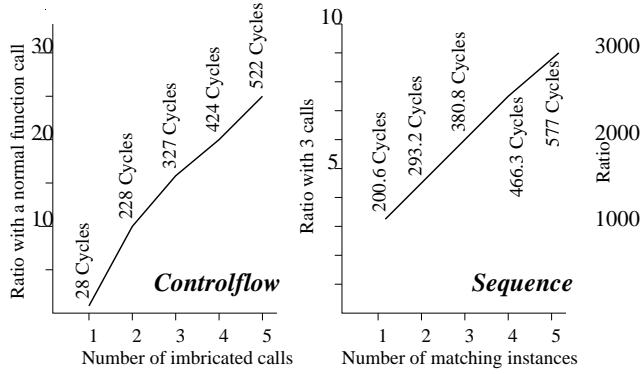 Ratio with a normal function call
30
20
10
28 Cycles
228 Cycles
327 Cycles
424 Cycles
522 Cycles
Controlflow
1 2 3 4 5
Number of imbricated calls
Ratio with 3 calls
10
5
200.6 Cycles
293.2 Cycles
380.8 Cycles
466.3 Cycles
577 Cycles
Sequence
1 2 3 4 5
Number of matching instances
Ratio
3000
2000
1000